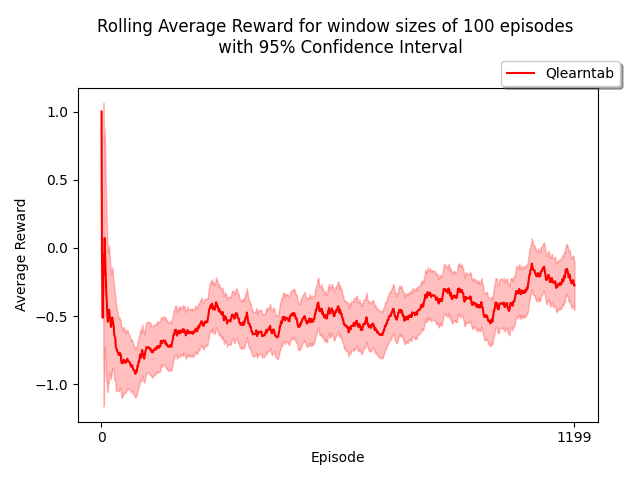 Rolling Average Reward for window sizes of 100 episodes
with 95% Confidence Interval
Qlearntab
1.0
0.5
0.0
−0.5
−1.0
Average Reward
0
1199
Episode